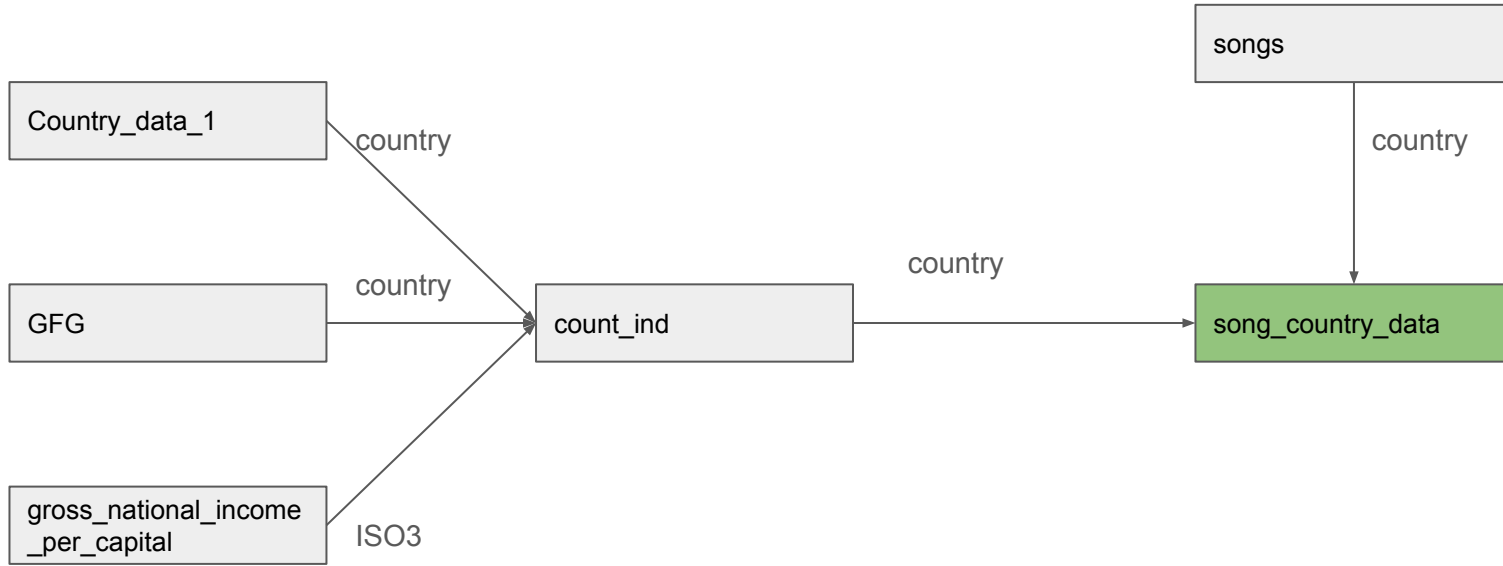 songs
Country_data_1
country
country
GFG
country
count_ind
country
song_country_data
gross_national_income
_per_capital
ISO3